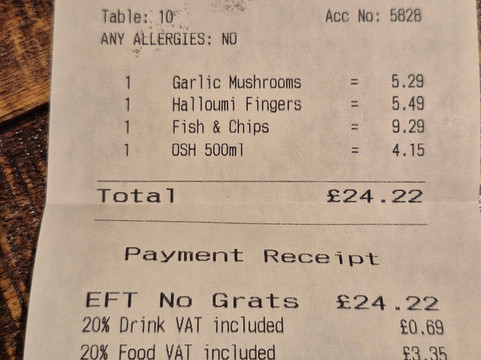 Table: 10 Acc No: 5828
ANY ALLERGIES: NO
1 Garlic Mushrooms = 5.29
1 Halloumi Fingers = 5.49
1 Fish & Chips = 9.29
1 OSH 500ml = 4.15
Total £24.22
Payment Receipt
EFT No Grats £24.22
20% Drink VAT included £0.69
20% Food VAT included £3.35